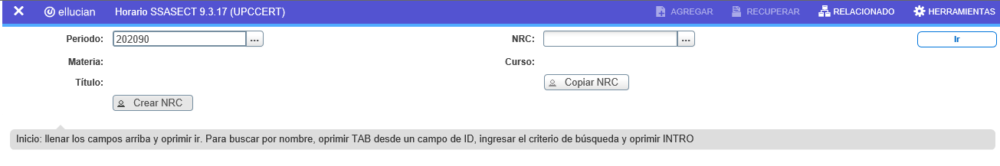 ✕ ellucian Horario SSASECT 9.3.17 (UPCCERT) AGREGAR RECUPERAR RELACIONADO HERRAMIENTAS
Periodo: 202090 ... NRC: ... Ir
Materia: Curso:
Título: Copiar NRC
Crear NRC
Inicio: llenar los campos arriba y oprimir ir. Para buscar por nombre, oprimir TAB desde un campo de ID, ingresar el criterio de búsqueda y oprimir INTRO